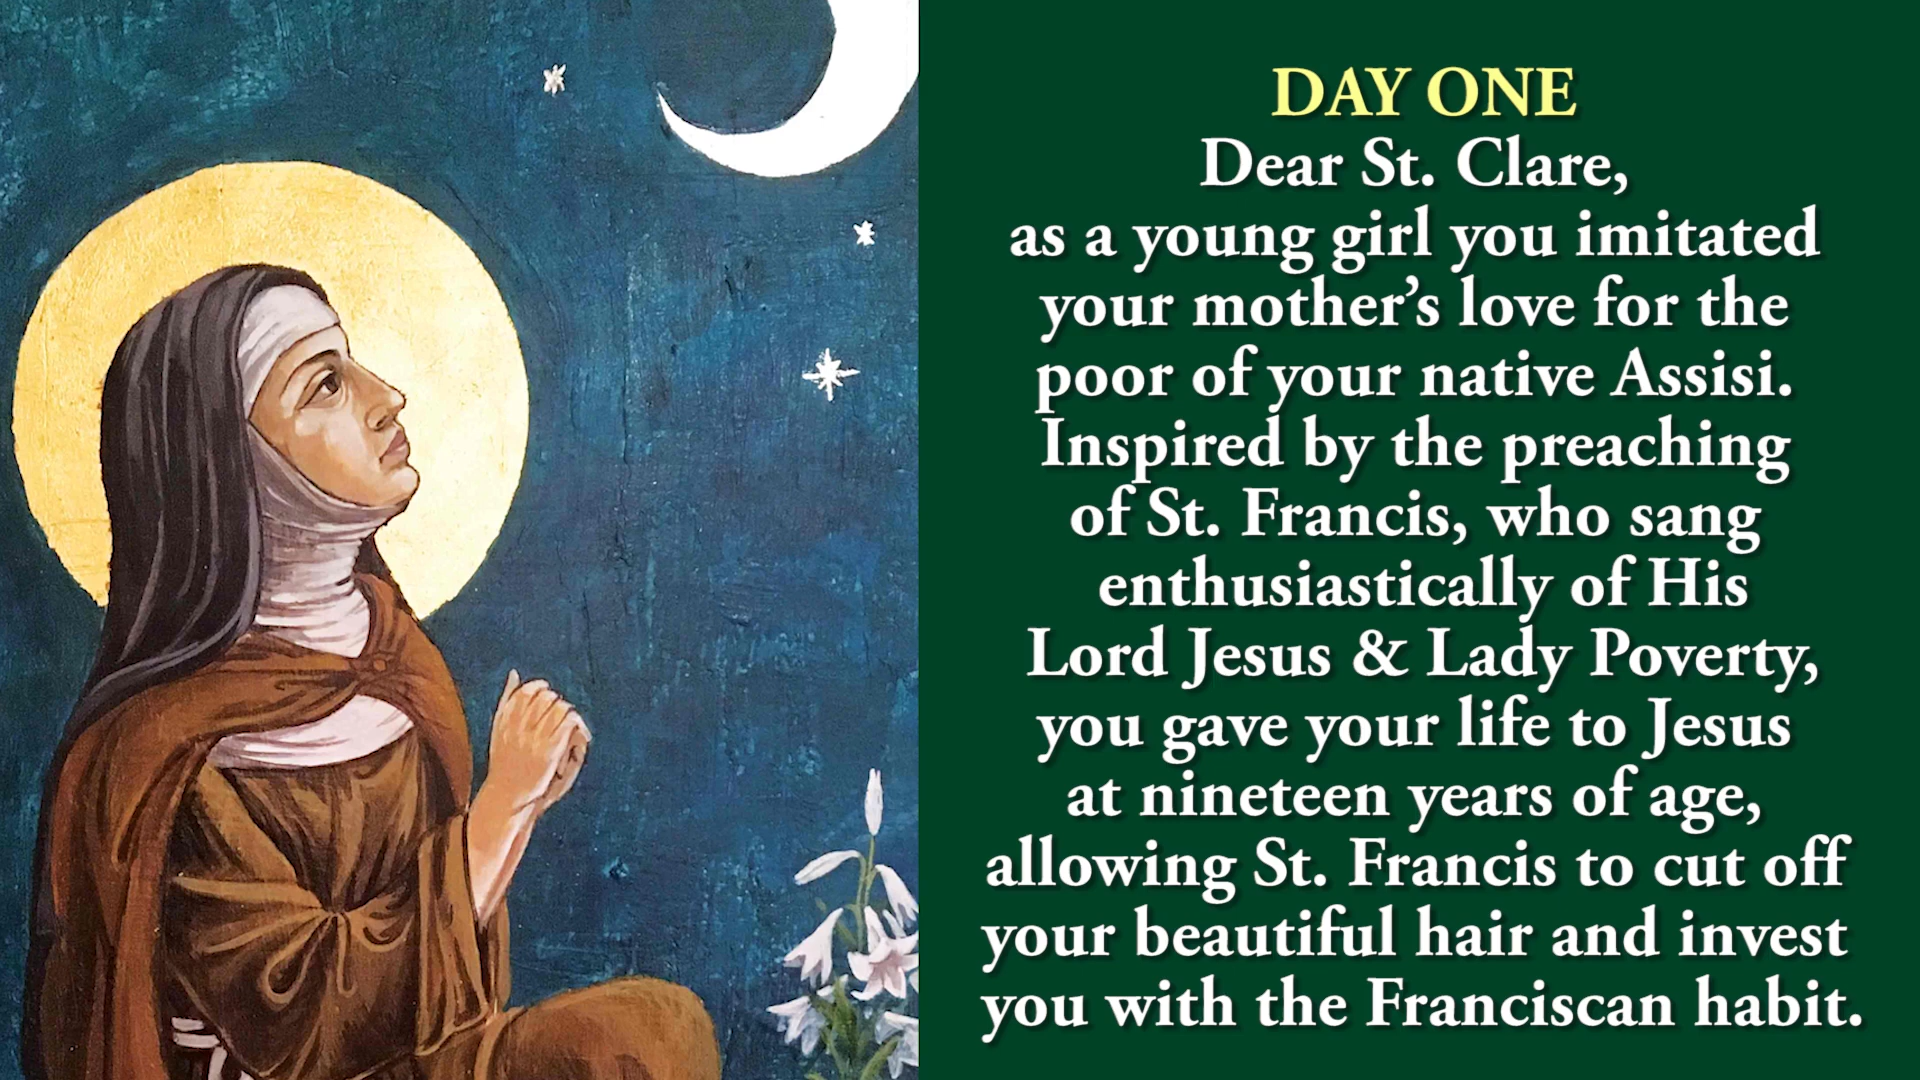 DAY ONE
Dear St. Clare,
as a young girl you imitated
your mother’s love for the
poor of your native Assisi.
Inspired by the preaching
of St. Francis, who sang
enthusiastically of His
Lord Jesus & Lady Poverty,
you gave your life to Jesus
at nineteen years of age,
allowing St. Francis to cut off
your beautiful hair and invest
you with the Franciscan habit.